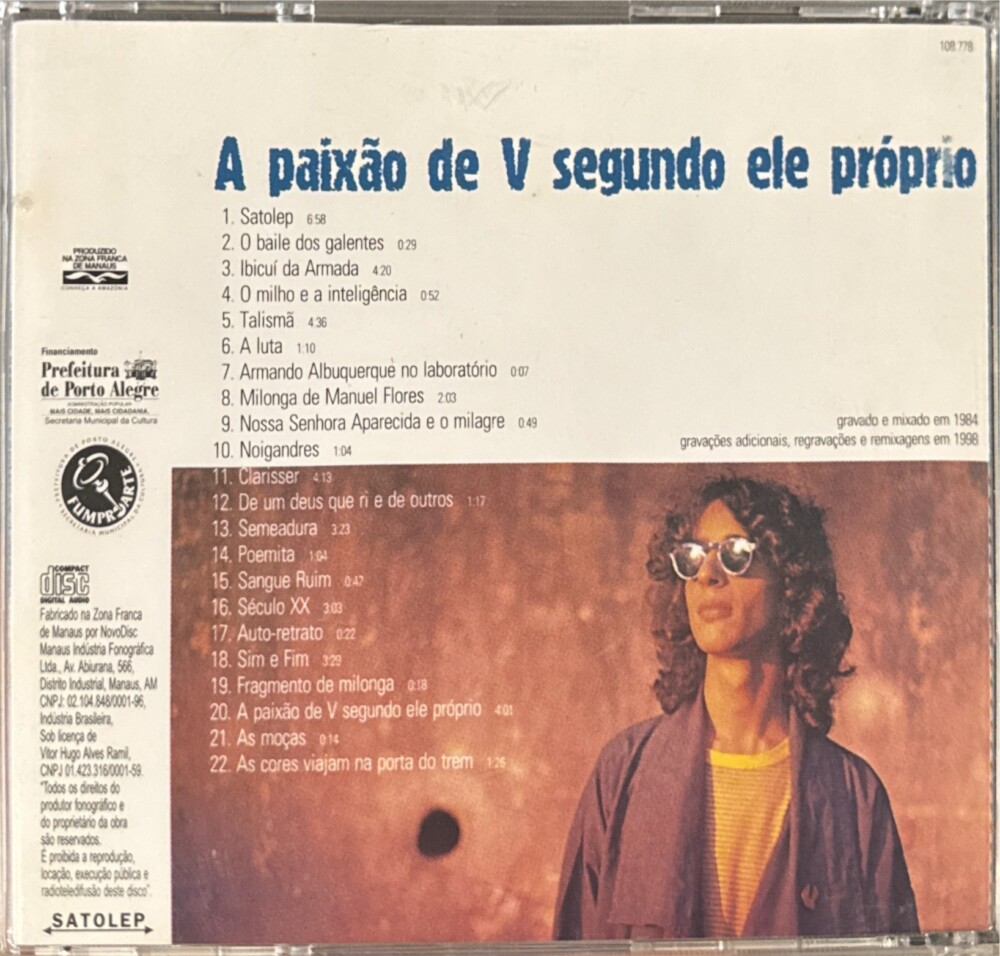 108.778
A paixão de V segundo ele próprio
1. Satolep 6:58
2. O baile dos galentes 0:29
3. Ibicuí da Armada 4:20
4. O milho e a inteligência 0:52
5. Talismã 4:36
6. A luta 1:10
7. Armando Albuquerque no laboratório 0:07
8. Milonga de Manuel Flores 2:03
9. Nossa Senhora Aparecida e o milagre 0:49
10. Noigandres 1:04
11. Clarisser 4:13
12. De um deus que ri e de outros 1:17
13. Semeadura 3:23
14. Poemita 1:04
15. Sangue Ruim 0:47
16. Século XX 3:03
17. Auto-retrato 0:22
18. Sim e Fim 3:29
19. Fragmento de milonga 0:18
20. A paixão de V segundo ele próprio 4:01
21. As moças 0:14
22. As cores viajam na porta do trem 1:26
gravado e mixado em 1984
gravações adicionais, regravações e remixagens em 1998
PRODUZIDO
NA ZONA FRANCA
DE MANAUS
CONHEÇA A AMAZÔNIA
Financiamento
Prefeitura
de Porto Alegre
ADMINISTRAÇÃO POPULAR
MAIS CIDADE, MAIS CIDADANIA.
Secretaria Municipal da Cultura
FUMPROARTE
COMPACT
disc
DIGITAL AUDIO
Fabricado na Zona Franca
de Manaus por NovoDisc
Manaus Indústria Fonográfica
Ltda., Av. Abiurana, 566,
Distrito Industrial, Manaus, AM
CNPJ: 02.104.848/0001-96,
Indústria Brasileira,
Sob licença de
Vitor Hugo Alves Ramil,
CNPJ 01.423.316/0001-59.
"Todos os direitos do
produtor fonográfico e
do proprietário da obra
são reservados.
É proibida a reprodução,
locação, execução pública e
radioteledifusão deste disco".
SATOLEP